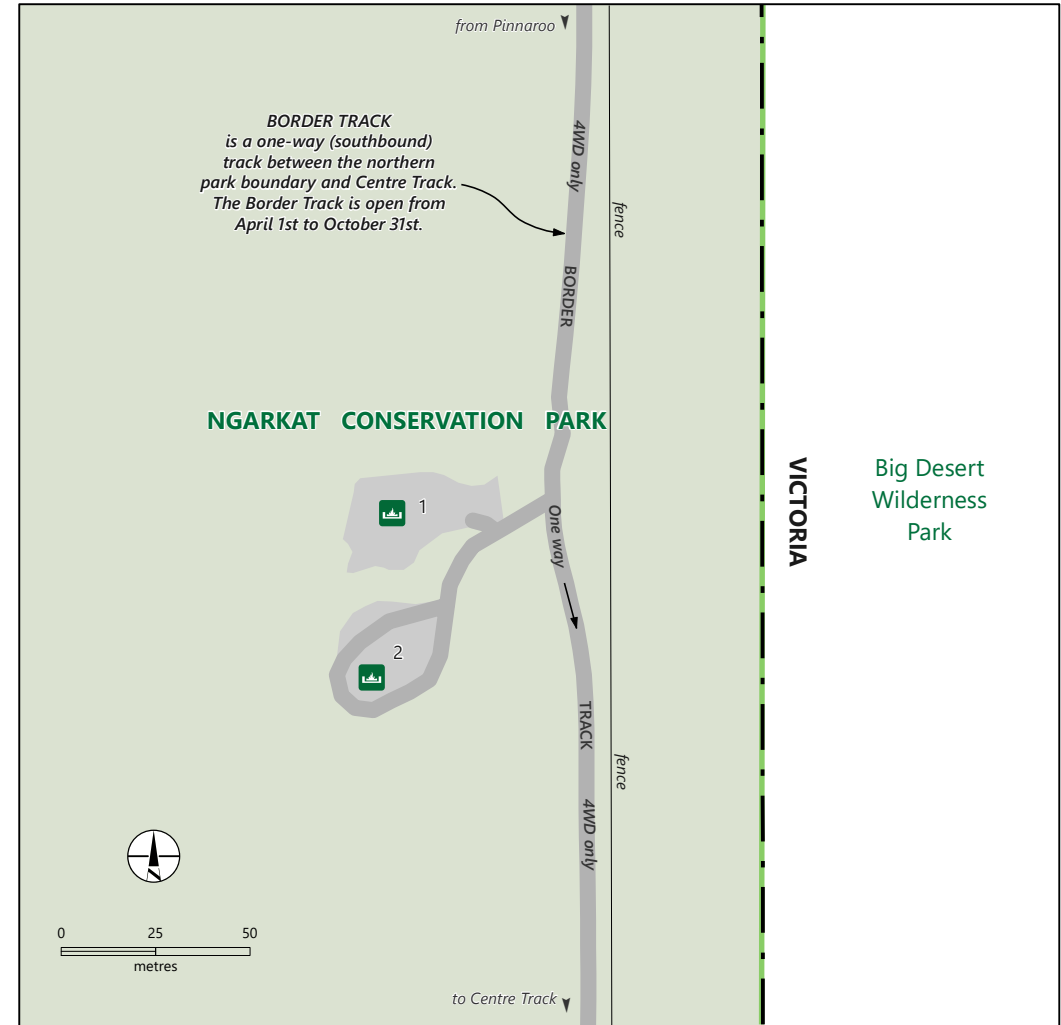 from Pinnaroo
BORDER TRACK
is a one-way (southbound)
track between the northern
park boundary and Centre Track.
The Border Track is open from
April 1st to October 31st.
4WD only
fence
BORDER
NGARKAT CONSERVATION PARK
VICTORIA
Big Desert
Wilderness
Park
1
One way
2
TRACK
fence
4WD only
N
0 25 50
metres
to Centre Track